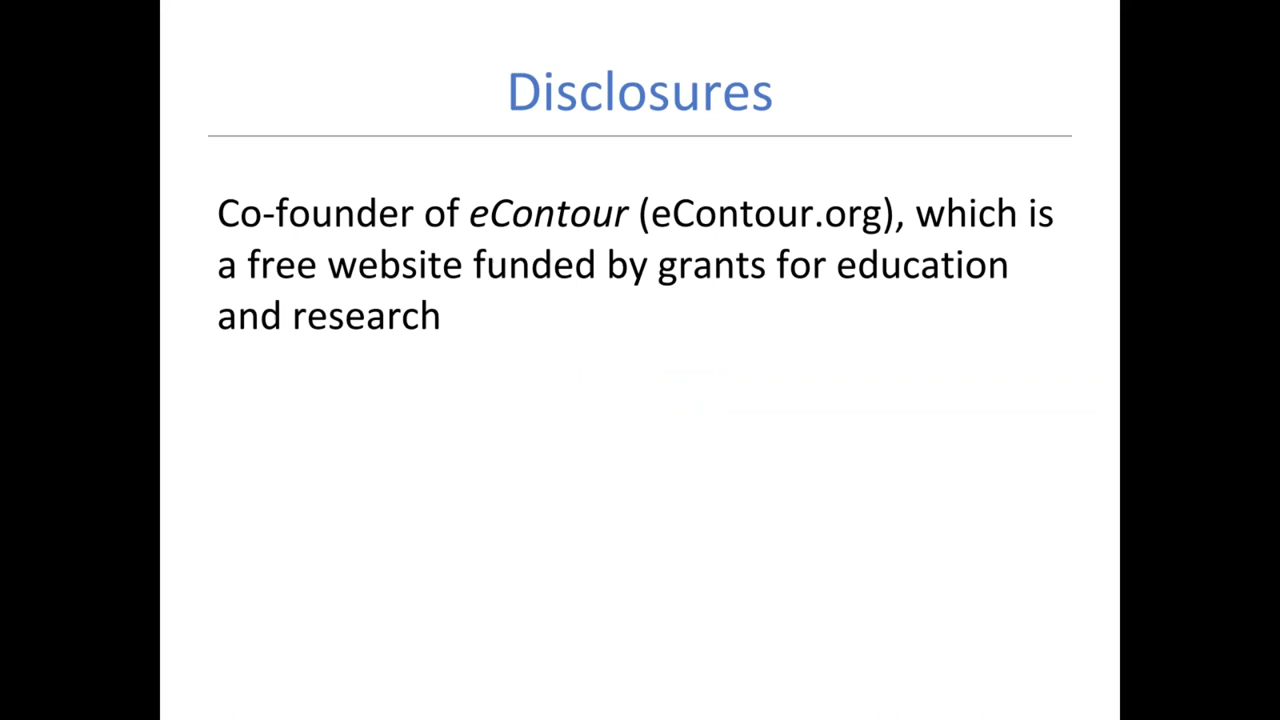 Disclosures
Co-founder of eContour (eContour.org), which is
a free website funded by grants for education
and research